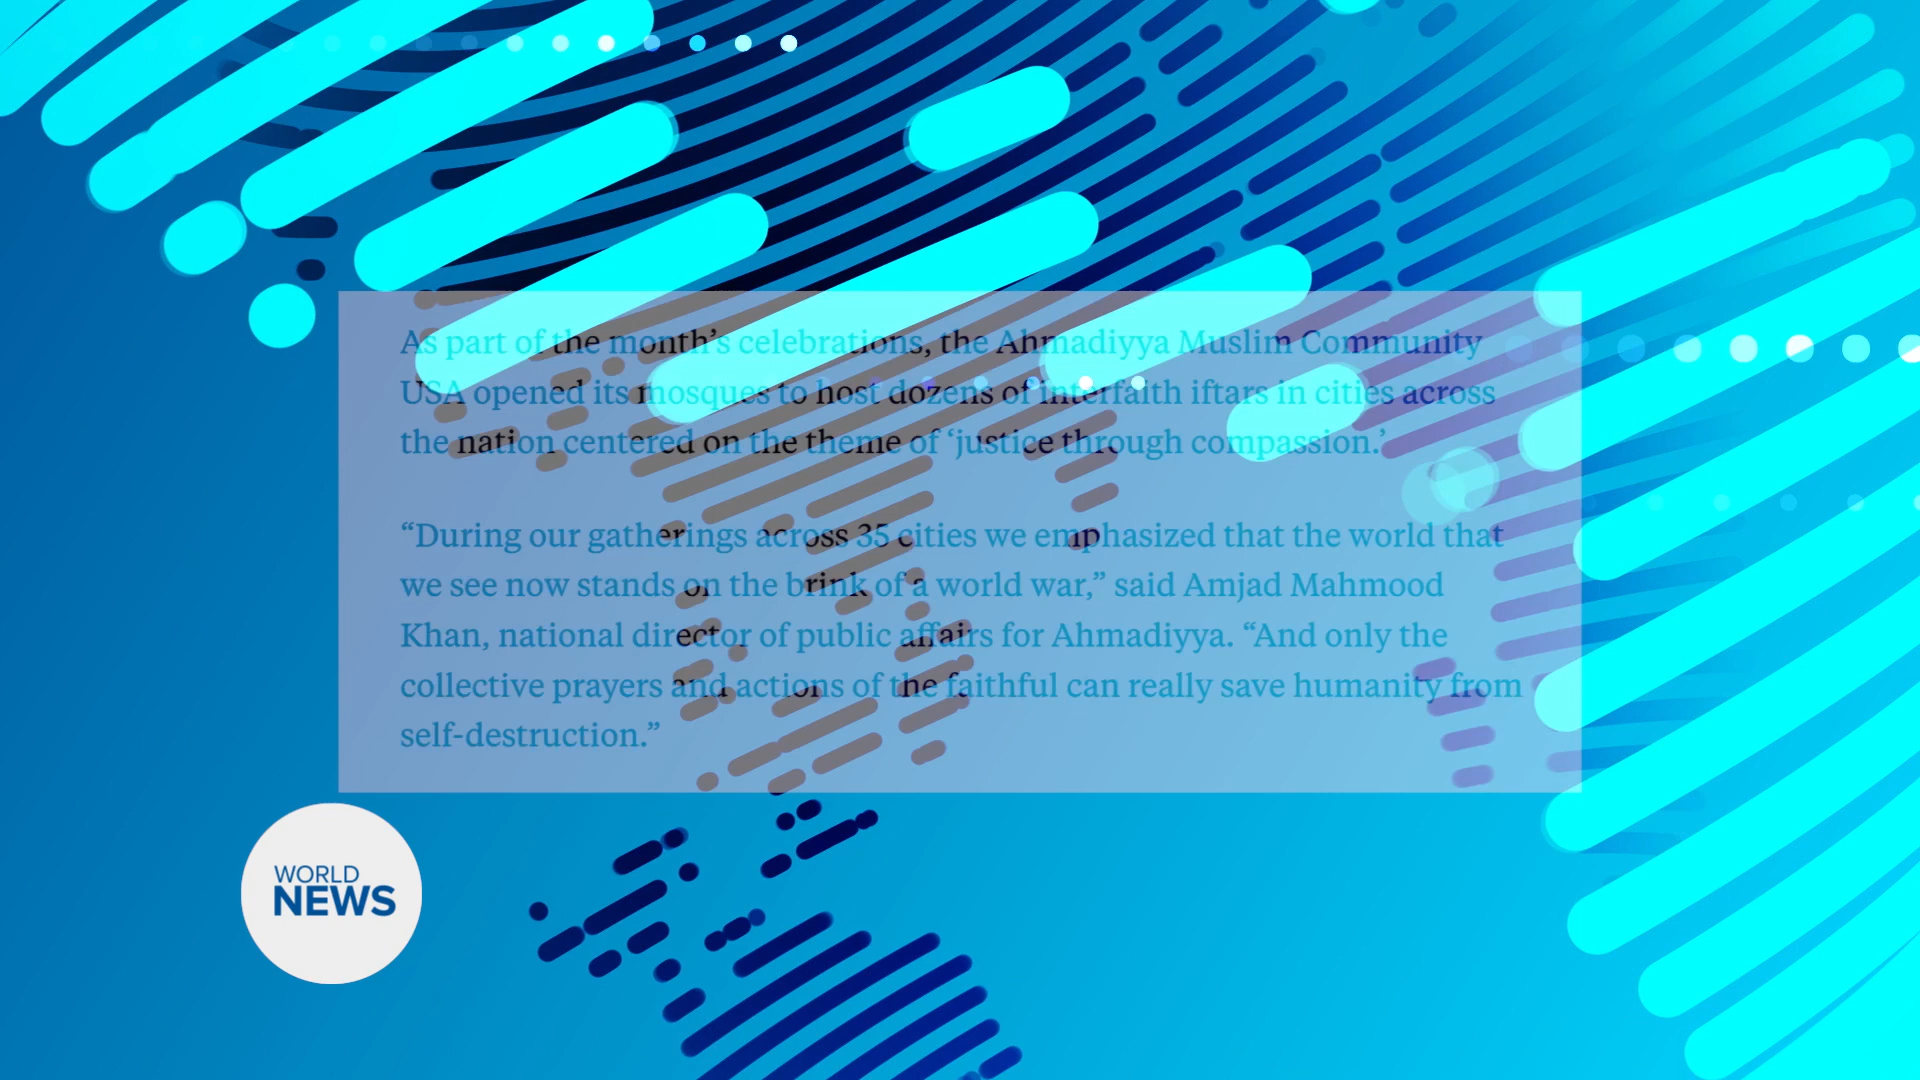 As part of the month’s celebrations, the Ahmadiyya Muslim Community
USA opened its mosques to host dozens of interfaith iftars in cities across
the nation centered on the theme of ‘justice through compassion.’
“During our gatherings across 35 cities we emphasized that the world that
we see now stands on the brink of a world war,” said Amjad Mahmood
Khan, national director of public affairs for Ahmadiyya. “And only the
collective prayers and actions of the faithful can really save humanity from
self-destruction.”
WORLD
NEWS